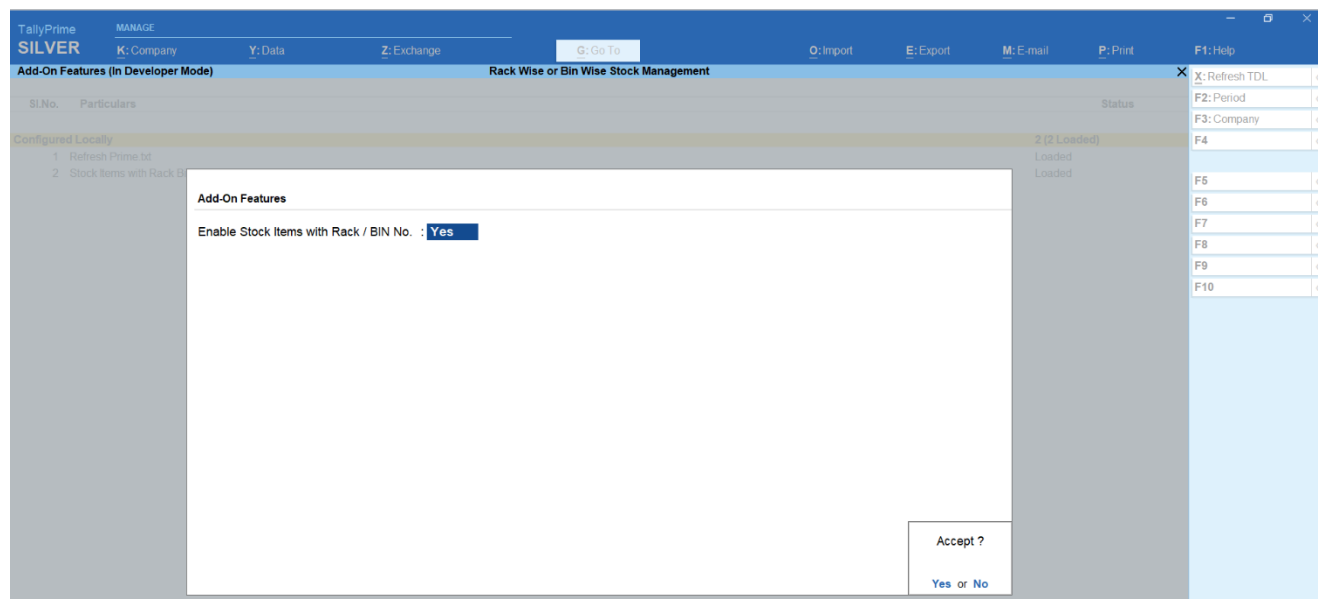 TallyPrime MANAGE
SILVER K: Company Y: Data Z: Exchange G: Go To O: Import E: Export M: E-mail P: Print F1: Help
Add-On Features (In Developer Mode) Rack Wise or Bin Wise Stock Management X: Refresh TDL
Sl.No. Particulars Status F2: Period
F3: Company
Configured Locally 2 (2 Loaded) F4
1 Refresh Prime.txt Loaded
2 Stock Items with Rack Loaded F5
Add-On Features F6
Enable Stock Items with Rack / BIN No. : Yes F7
F8
F9
F10
Accept ?
Yes or No